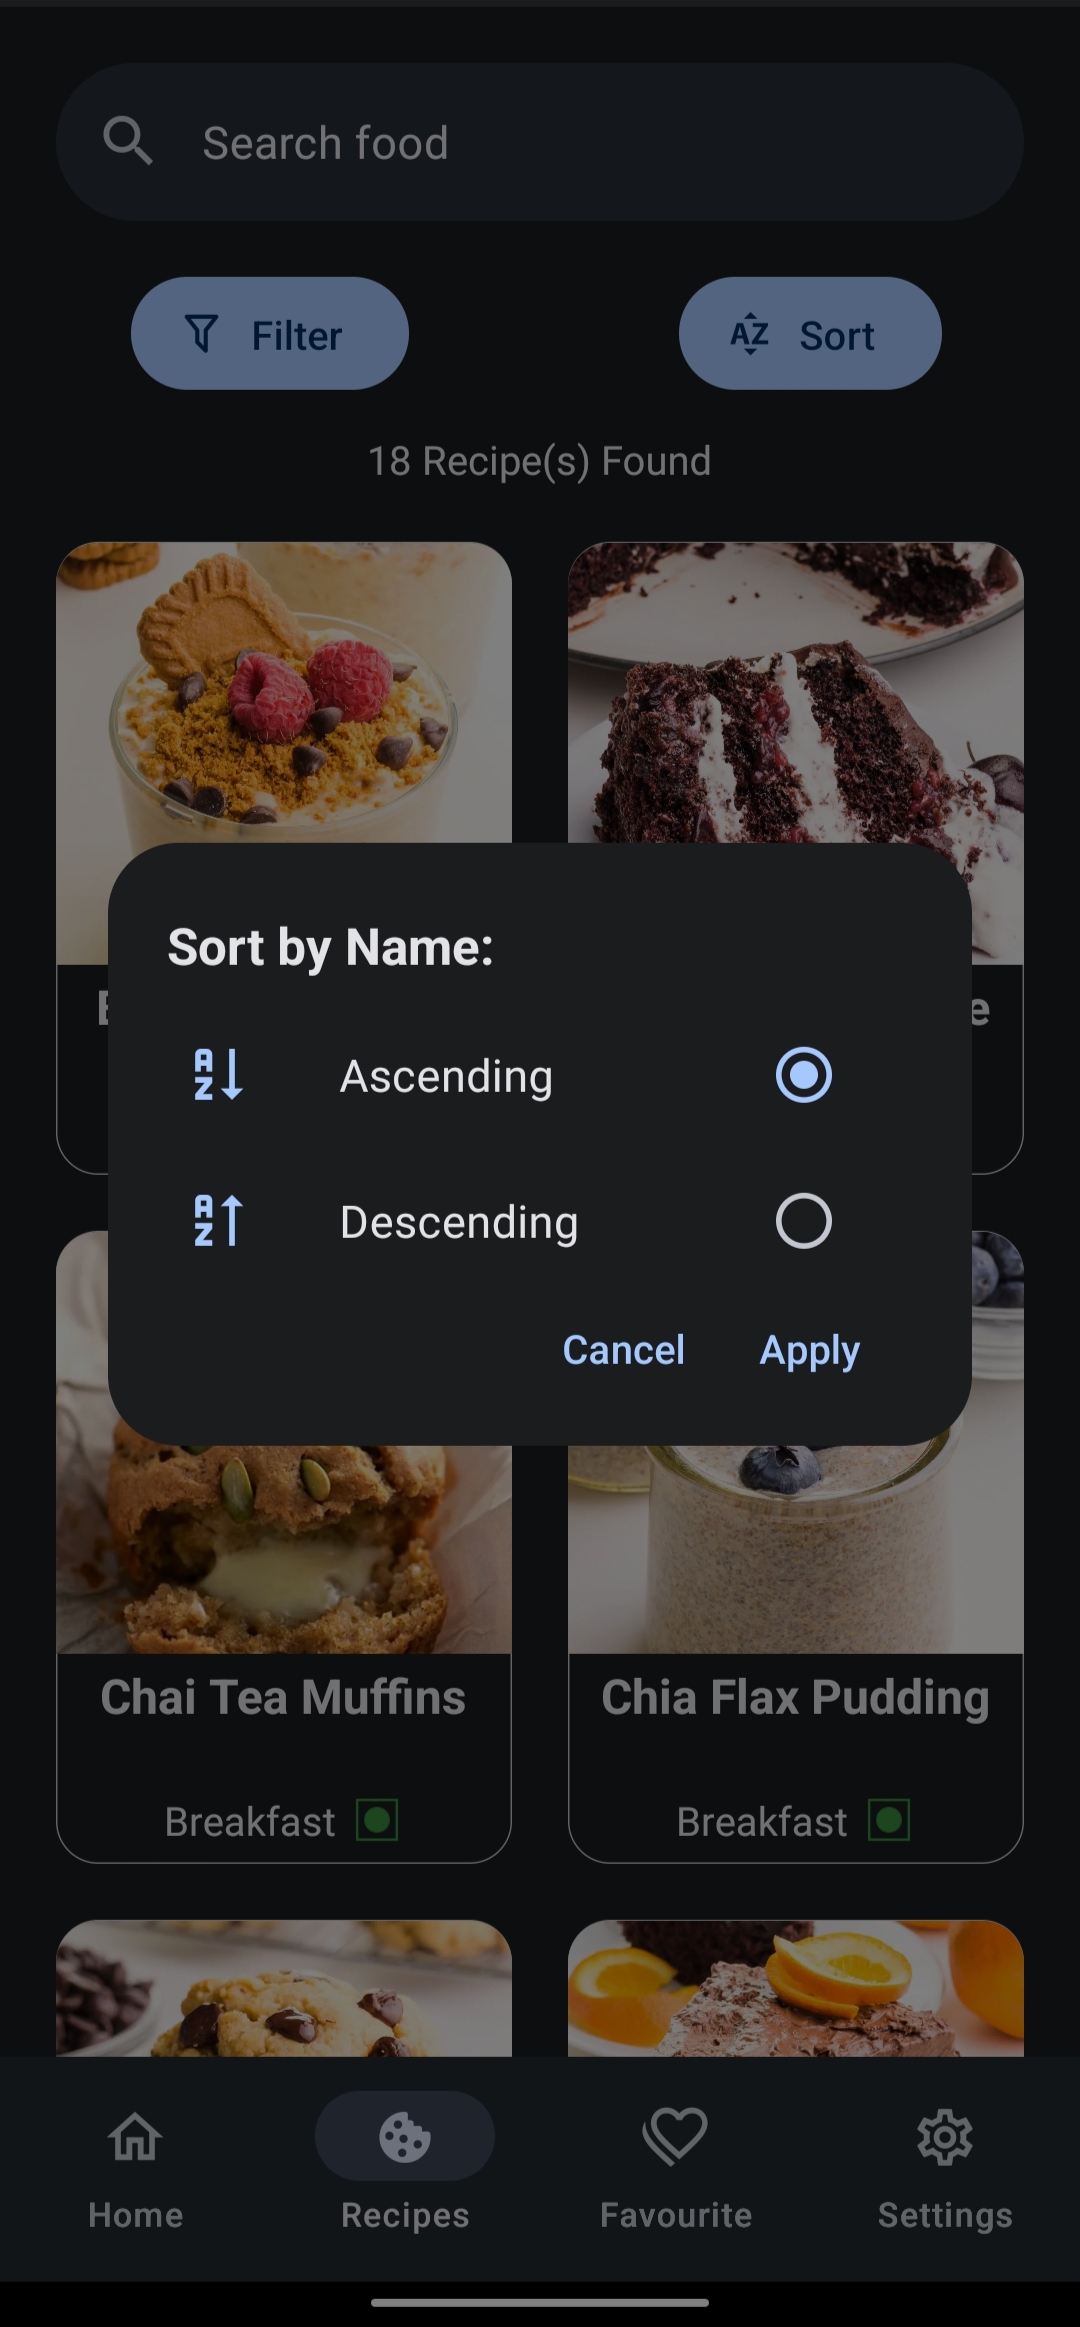 Search food
Filter
Sort
18 Recipe(s) Found
Sort by Name:
Ascending
Descending
Cancel Apply
Chai Tea Muffins
Chia Flax Pudding
Breakfast
Breakfast
Home
Recipes
Favourite
Settings